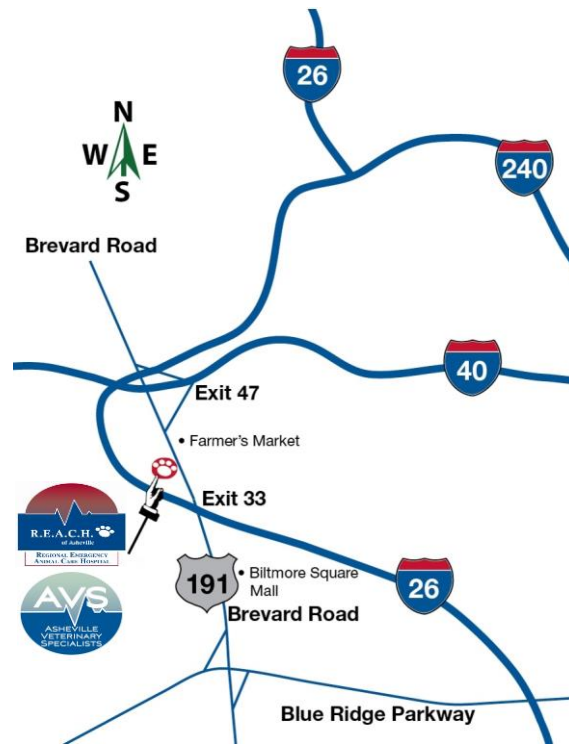 26
N
W E
S
240
Brevard Road
40
Exit 47
• Farmer's Market
Exit 33
R.E.A.C.H.
of Asheville
REGIONAL EMERGENCY
ANIMAL CARE HOSPITAL
191
• Biltmore Square
Mall
26
AVS
ASHEVILLE
VETERINARY
SPECIALISTS
Brevard Road
Blue Ridge Parkway